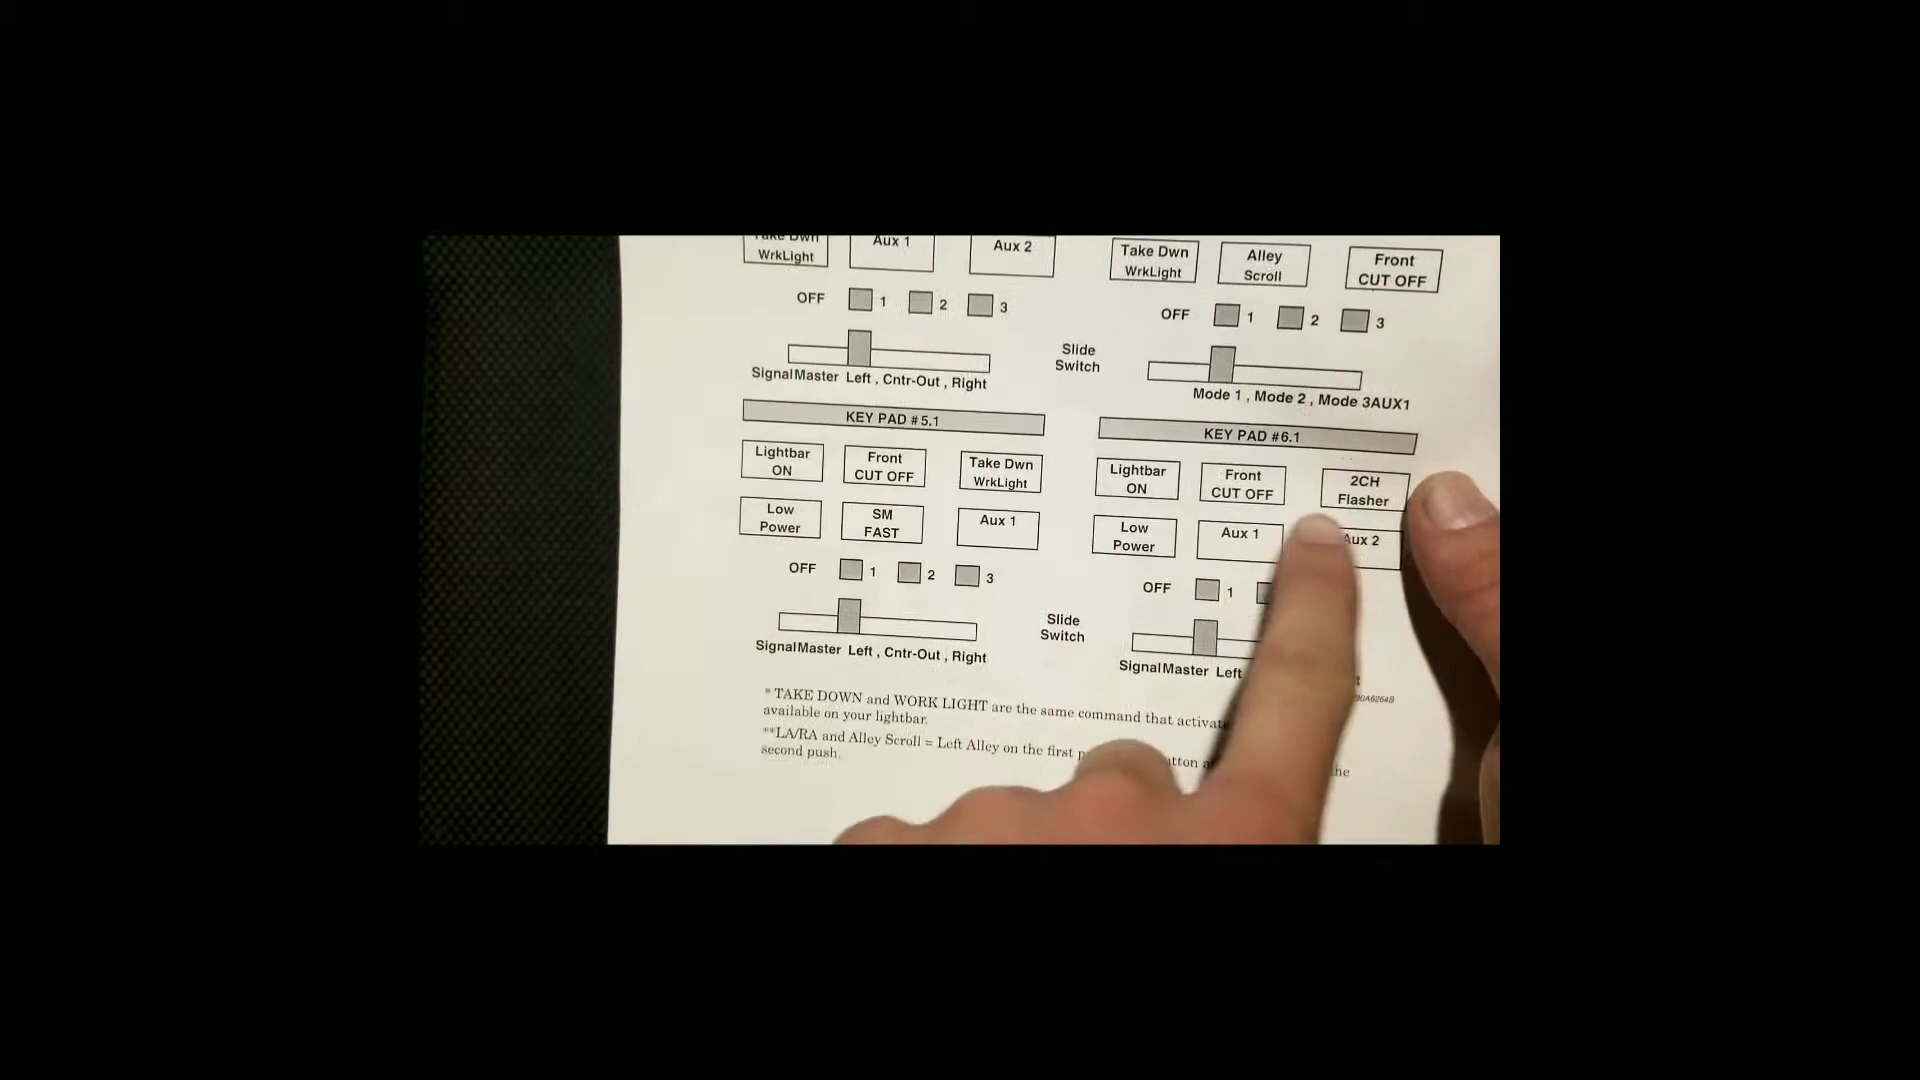 Take Dwn
WrkLight
Aux 1
Aux 2
OFF 1 2 3
SignalMaster Left , Cntr-Out , Right
Take Dwn
WrkLight
Alley
Scroll
Front
CUT OFF
OFF 1 2 3
Slide
Switch
Mode 1 , Mode 2 , Mode 3AUX1
KEY PAD #5.1
Lightbar
ON
Front
CUT OFF
Take Dwn
WrkLight
Low
Power
SM
FAST
Aux 1
OFF 1 2 3
SignalMaster Left , Cntr-Out , Right
Slide
Switch
KEY PAD #6.1
Lightbar
ON
Front
CUT OFF
2CH
Flasher
Low
Power
Aux 1
Aux 2
OFF 1
SignalMaster Left
* TAKE DOWN and WORK LIGHT are the same command that
available on your lightbar.
**LA/RA and Alley Scroll = Left Alley on the first
second push.